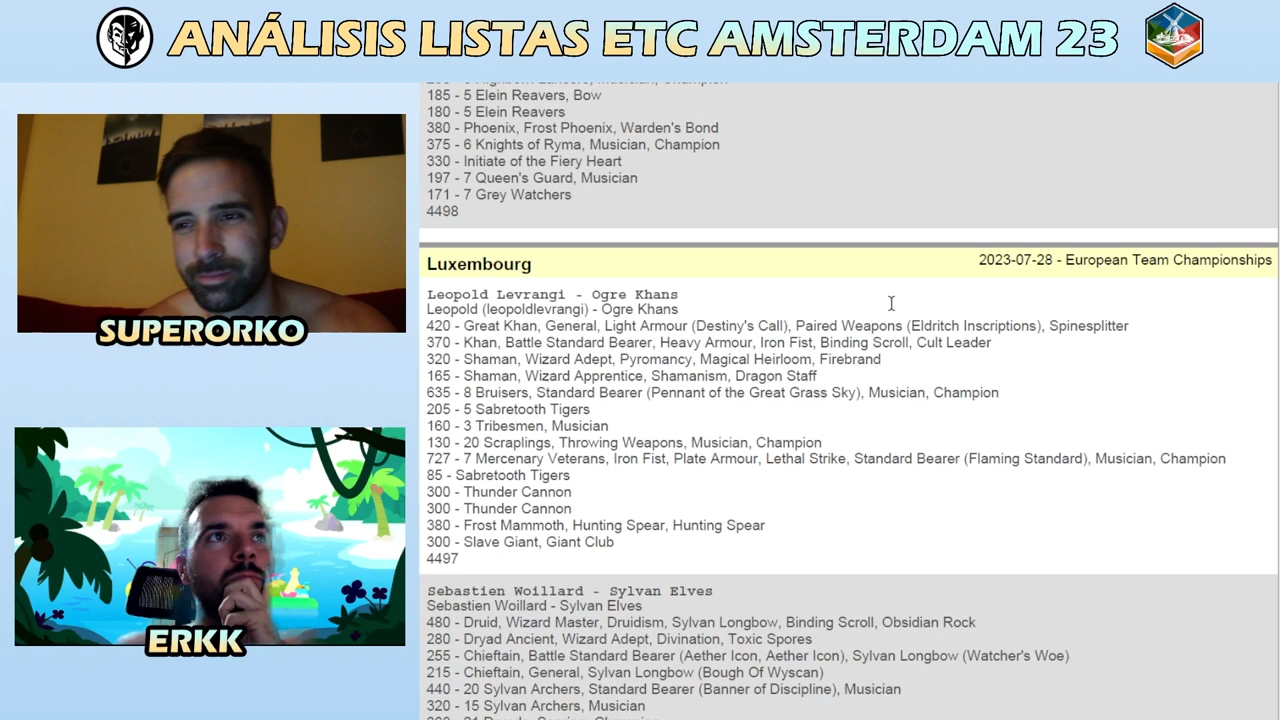 ANÁLISIS LISTAS ETC AMSTERDAM 23
185 - 5 Elein Reavers, Bow
180 - 5 Elein Reavers
380 - Phoenix, Frost Phoenix, Warden's Bond
375 - 6 Knights of Ryma, Musician, Champion
330 - Initiate of the Fiery Heart
197 - 7 Queen's Guard, Musician
171 - 7 Grey Watchers
4498
Luxembourg
2023-07-28 - European Team Championships
Leopold Levrangi - Ogre Khans
Leopold (leopoldlevrangi) - Ogre Khans
420 - Great Khan, General, Light Armour (Destiny's Call), Paired Weapons (Eldritch Inscriptions), Spinesplitter
370 - Khan, Battle Standard Bearer, Heavy Armour, Iron Fist, Binding Scroll, Cult Leader
320 - Shaman, Wizard Adept, Pyromancy, Magical Heirloom, Firebrand
165 - Shaman, Wizard Apprentice, Shamanism, Dragon Staff
635 - 8 Bruisers, Standard Bearer (Pennant of the Great Grass Sky), Musician, Champion
205 - 5 Sabretooth Tigers
160 - 3 Tribesmen, Musician
130 - 20 Scraplings, Throwing Weapons, Musician, Champion
727 - 7 Mercenary Veterans, Iron Fist, Plate Armour, Lethal Strike, Standard Bearer (Flaming Standard), Musician, Champion
85 - Sabretooth Tigers
300 - Thunder Cannon
300 - Thunder Cannon
380 - Frost Mammoth, Hunting Spear, Hunting Spear
300 - Slave Giant, Giant Club
4497
Sebastien Woillard - Sylvan Elves
Sebastien Woillard - Sylvan Elves
480 - Druid, Wizard Master, Druidism, Sylvan Longbow, Binding Scroll, Obsidian Rock
280 - Dryad Ancient, Wizard Adept, Divination, Toxic Spores
255 - Chieftain, Battle Standard Bearer (Aether Icon, Aether Icon), Sylvan Longbow (Watcher's Woe)
215 - Chieftain, General, Sylvan Longbow (Bough Of Wyscan)
440 - 20 Sylvan Archers, Standard Bearer (Banner of Discipline), Musician
320 - 15 Sylvan Archers, Musician
SUPERORKO
ERKK